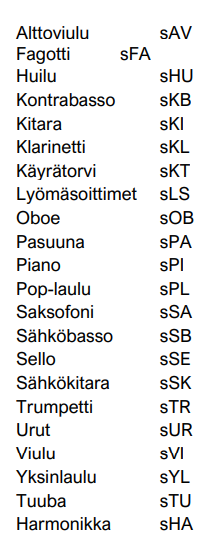 Alttoviulu sAV
Fagotti sFA
Huilu sHU
Kontrabasso sKB
Kitara sKI
Klarinetti sKL
Käyrätorvi sKT
Lyömäsoittimet sLS
Oboe sOB
Pasuuna sPA
Piano sPI
Pop-laulu sPL
Saksofoni sSA
Sähköbasso sSB
Sello sSE
Sähkökitara sSK
Trumpetti sTR
Urut sUR
Viulu sVI
Yksinlaulu sYL
Tuuba sTU
Harmonikka sHA